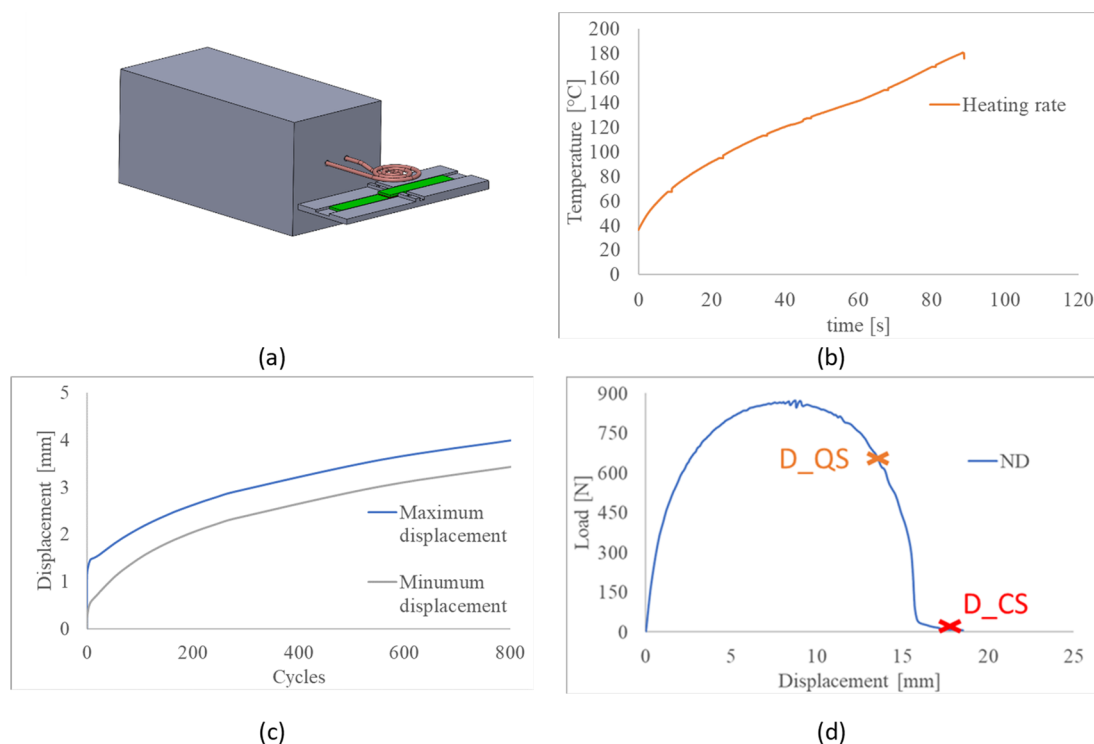 (a)
Temperature [°C]
180
160
140
120
100
80
60
40
20
0
Heating rate
0 20 40 60 80 100 120
time [s]
(b)
Displacement [mm]
5
4
3
2
1
0
Maximum
displacement
Minumum
displacement
0 200 400 600 800
Cycles
(c)
Load [N]
900
750
600
450
300
150
0
D_QS
ND
D_CS
0 5 10 15 20 25
Displacement [mm]
(d)